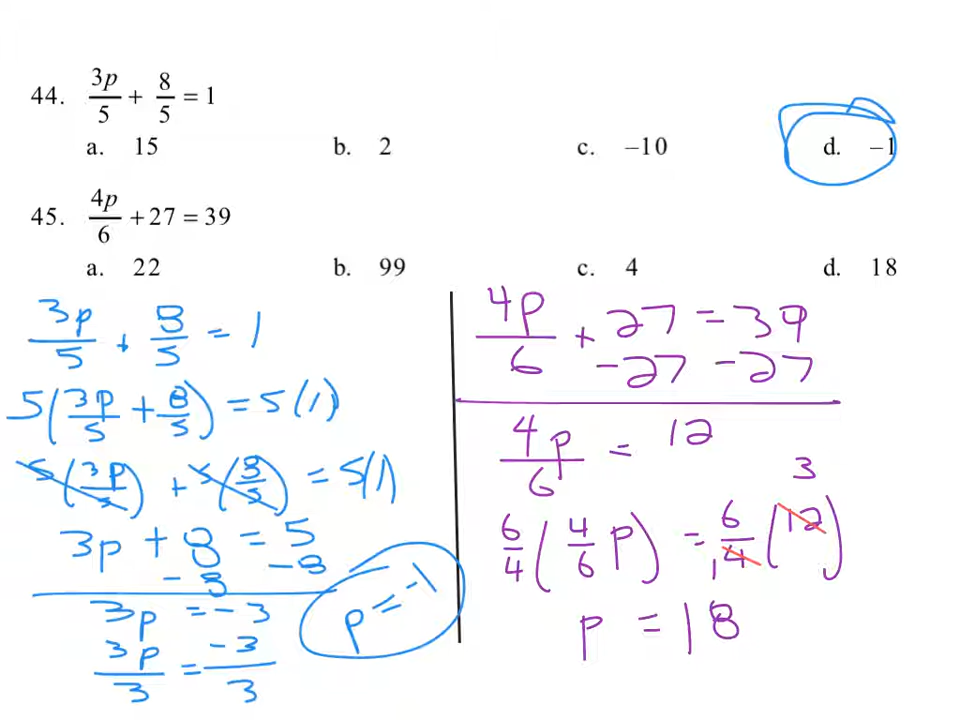 44. 3p/5 + 8/5 = 1
a. 15 b. 2 c. –10 d. –1
45. 4p/6 + 27 = 39
a. 22 b. 99 c. 4 d. 18
3p/5 + 8/5 = 1
5(3p/5 + 8/5) = 5(1)
5(3p/5) + 5(8/5) = 5(1)
3p + 8 = 5
- 8 - 8
3p = -3
3p/3 = -3/3
p = -1
4p/6 + 27 = 39
-27 -27
4p/6 = 12
3
6/4 (4/6 p) = 6/4 (12)
1
p = 18